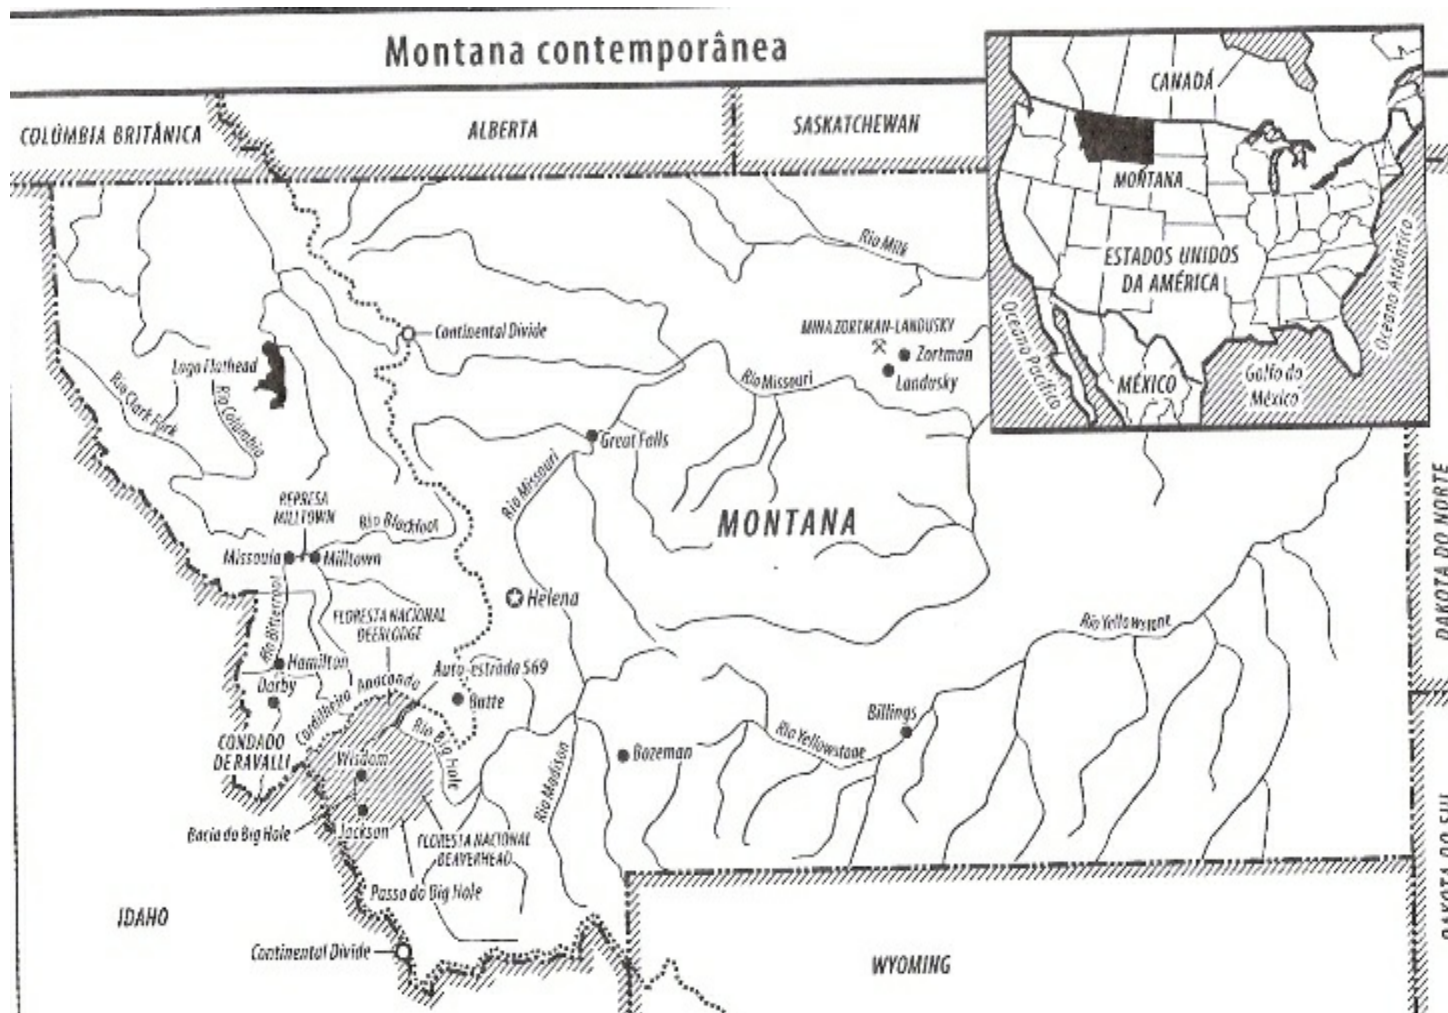 Montana contemporânea
COLÚMBIA BRITÂNICA
ALBERTA
SASKATCHEWAN
CANADÁ
MONTANA
ESTADOS UNIDOS
DA AMÉRICA
MÉXICO
Oceano Pacífico
Golfo do
México
Oceano Atlântico
Rio Milk
Continental Divide
MINA ZORTMAN-LANDUSKY
Zortman
Landusky
Lago Flathead
Rio Clark Fork
Rio Colúmbia
Rio Missouri
Great Falls
Rio Missouri
MONTANA
REPRESA
MILLTOWN
Rio Blackfoot
Missoula
Milltown
Helena
FLORESTA NACIONAL
DEERLODGE
Rio Bitterroot
Hamilton
Darby
Auto-estrada 569
Cordilheira Anaconda
Butte
Rio Big Hole
CONDADO
DE RAVALLI
Wisdom
Bacia do Big Hole
Jackson
FLORESTA NACIONAL
BEAVERHEAD
Passo do Big Hole
Rio Madison
Bozeman
Rio Yellowstone
Billings
Rio Yellowstone
DAKOTA DO NORTE
DAKOTA DO SUL
IDAHO
Continental Divide
WYOMING